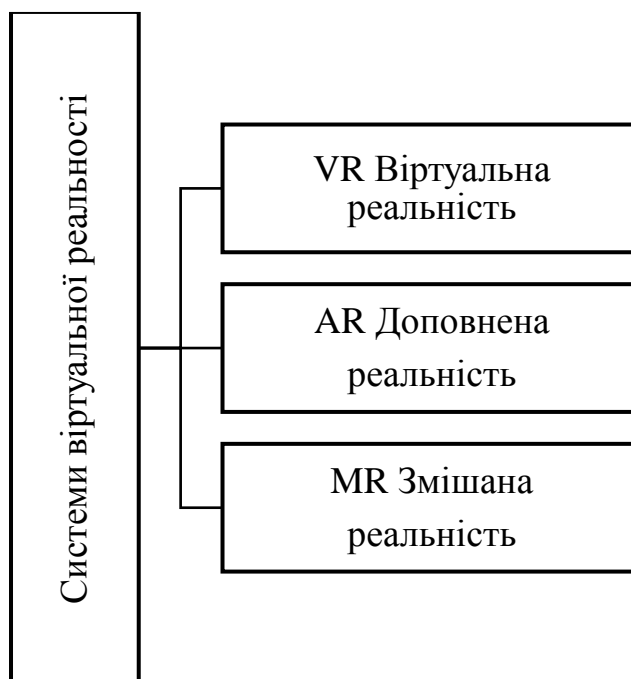 Системи віртуальної реальності
VR Віртуальна
реальність
AR Доповнена
реальність
MR Змішана
реальність